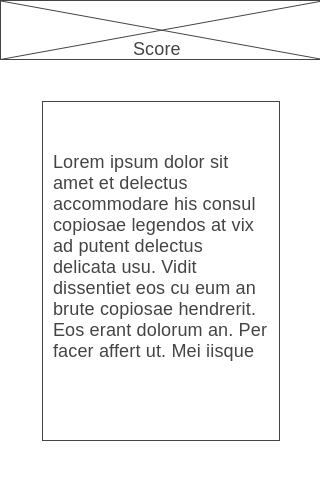 Score
Lorem ipsum dolor sit
amet et delectus
accommodare his consul
copiosae legendos at vix
ad putent delectus
delicata usu. Vidit
dissentiet eos cu eum an
brute copiosae hendrerit.
Eos erant dolorum an. Per
facer affert ut. Mei iisque